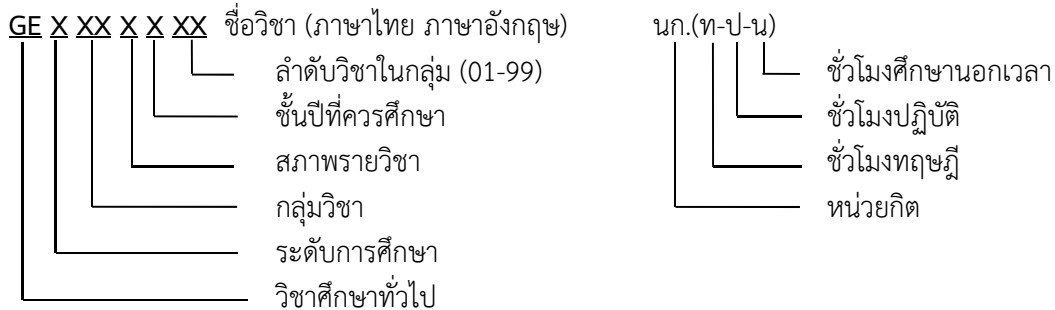 GE X XX X X XX ชื่อวิชา (ภาษาไทย ภาษาอังกฤษ) นก.(ท-ป-น)
ลำดับวิชาในกลุ่ม (01-99) ชั่วโมงศึกษานอกเวลา
ชั้นปีที่ควรศึกษา ชั่วโมงปฏิบัติ
สภาพรายวิชา ชั่วโมงทฤษฎี
กลุ่มวิชา หน่วยกิต
ระดับการศึกษา
วิชาศึกษาทั่วไป